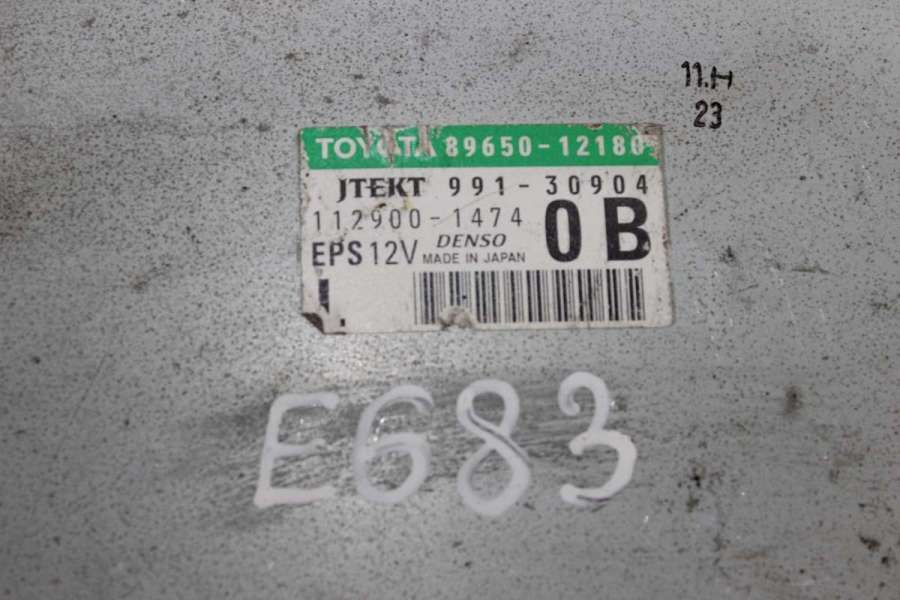 11.H
23
TOYOTA 89650-12180
JTEKT 991-30904
112900-1474 0B
EPS 12V DENSO
MADE IN JAPAN
E683